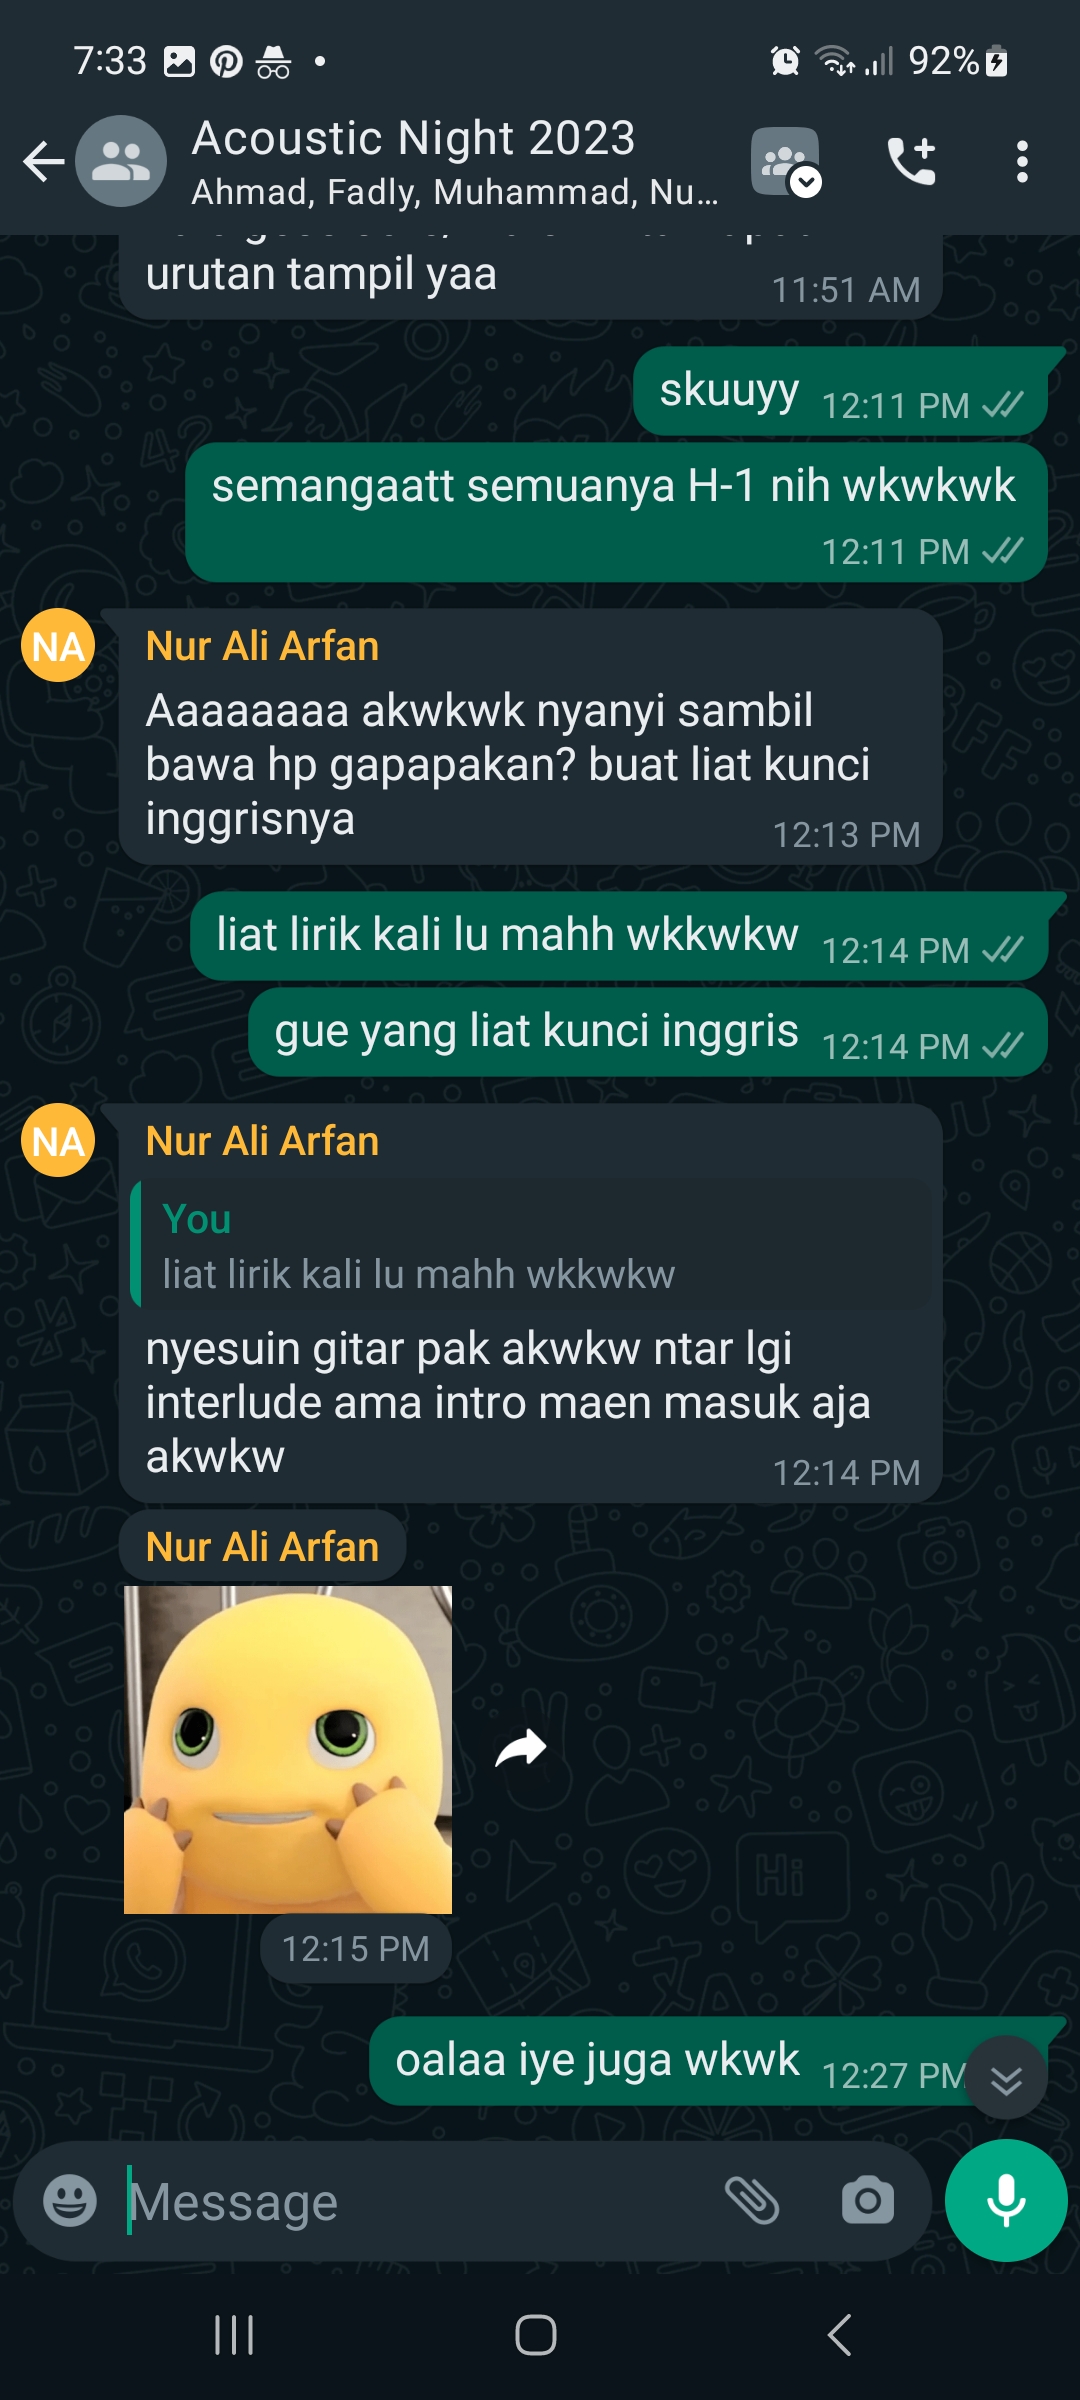 7:33
92%
Acoustic Night 2023
Ahmad, Fadly, Muhammad, Nu...
urutan tampil yaa
11:51 AM
skuuyy
12:11 PM
semangaatt semuanya H-1 nih wkwkwk
12:11 PM
NA
Nur Ali Arfan
Aaaaaaaa akwkwk nyanyi sambil
bawa hp gapapakan? buat liat kunci
inggrisnya
12:13 PM
liat lirik kali lu mahh wkkwkw
12:14 PM
gue yang liat kunci inggris
12:14 PM
NA
Nur Ali Arfan
You
liat lirik kali lu mahh wkkwkw
nyesuin gitar pak akwkw ntar lgi
interlude ama intro maen masuk aja
akwkw
12:14 PM
Nur Ali Arfan
12:15 PM
oalaa iye juga wkwk
12:27 PM
Message